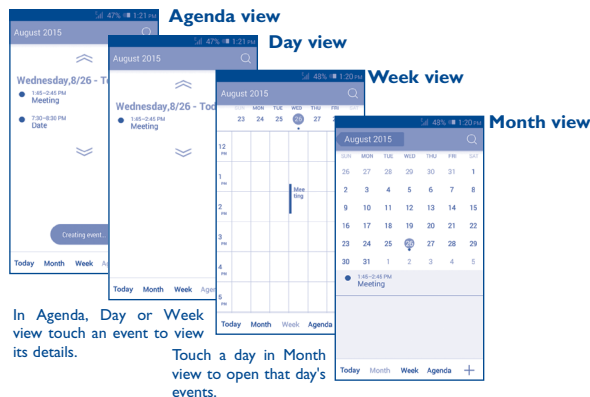 Agenda view
47% 1:21 PM
August 2015
Wednesday,8/26 - To
1:45–2:45 PM
Meeting
7:30–8:30 PM
Date
Creating event...
Today Month Week Ag
Day view
47% 1:21 PM
August 2015
Wednesday,8/26 - Tod
1:45–2:45 PM
Meeting
Today Month Week Agen
Week view
48% 1:20 PM
August 2015
SUN MON TUE WED THU FRI
23 24 25 26 27 2
12
PM
1
PM
Mee
ting
2
PM
3
PM
4
PM
5
PM
Today Month Week Agenda
Month view
48% 1:20 PM
August 2015
SUN MON TUE WED THU FRI SAT
26 27 28 29 30 31 1
2 3 4 5 6 7 8
9 10 11 12 13 14 15
16 17 18 19 20 21 22
23 24 25 26 27 28 29
30 31 1 2 3 4 5
1:45–2:45 PM
Meeting
Today Month Week Agenda +
In Agenda, Day or Week
view touch an event to view
its details.
Touch a day in Month
view to open that day's
events.